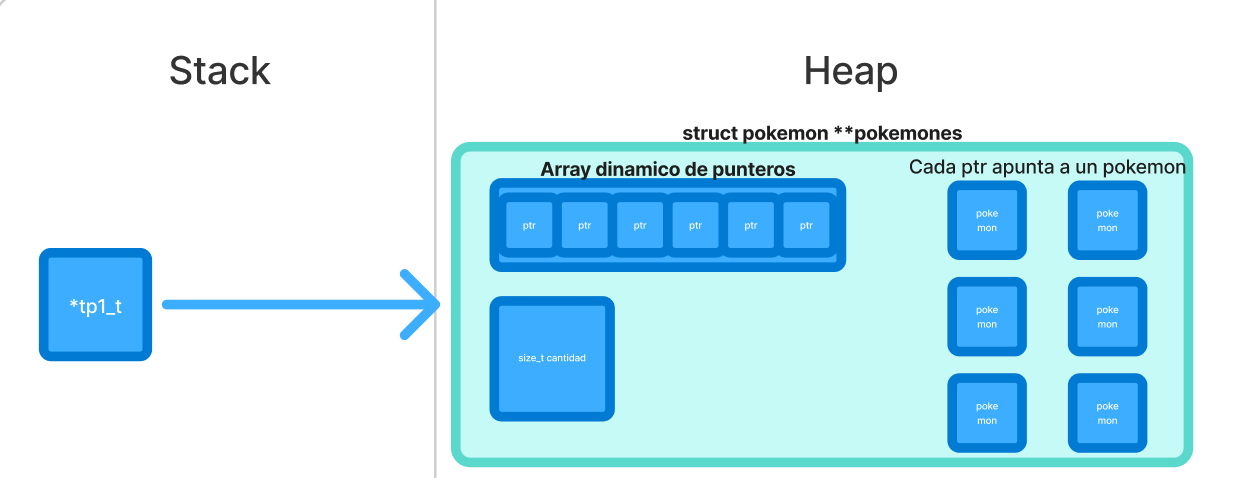 Stack
Heap
struct pokemon **pokemones
Array dinamico de punteros
Cada ptr apunta a un pokemon
ptr
ptr
ptr
ptr
ptr
ptr
poke
mon
poke
mon
*tp1_t
size_t cantidad
poke
mon
poke
mon
poke
mon
poke
mon